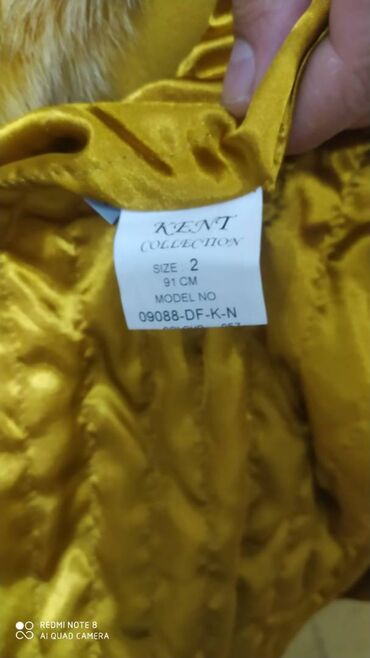 KENT
COLLECTION
SIZE : 2
91 CM
MODEL NO
09088-DF-K-N
REDMI NOTE 8
AI QUAD CAMERA